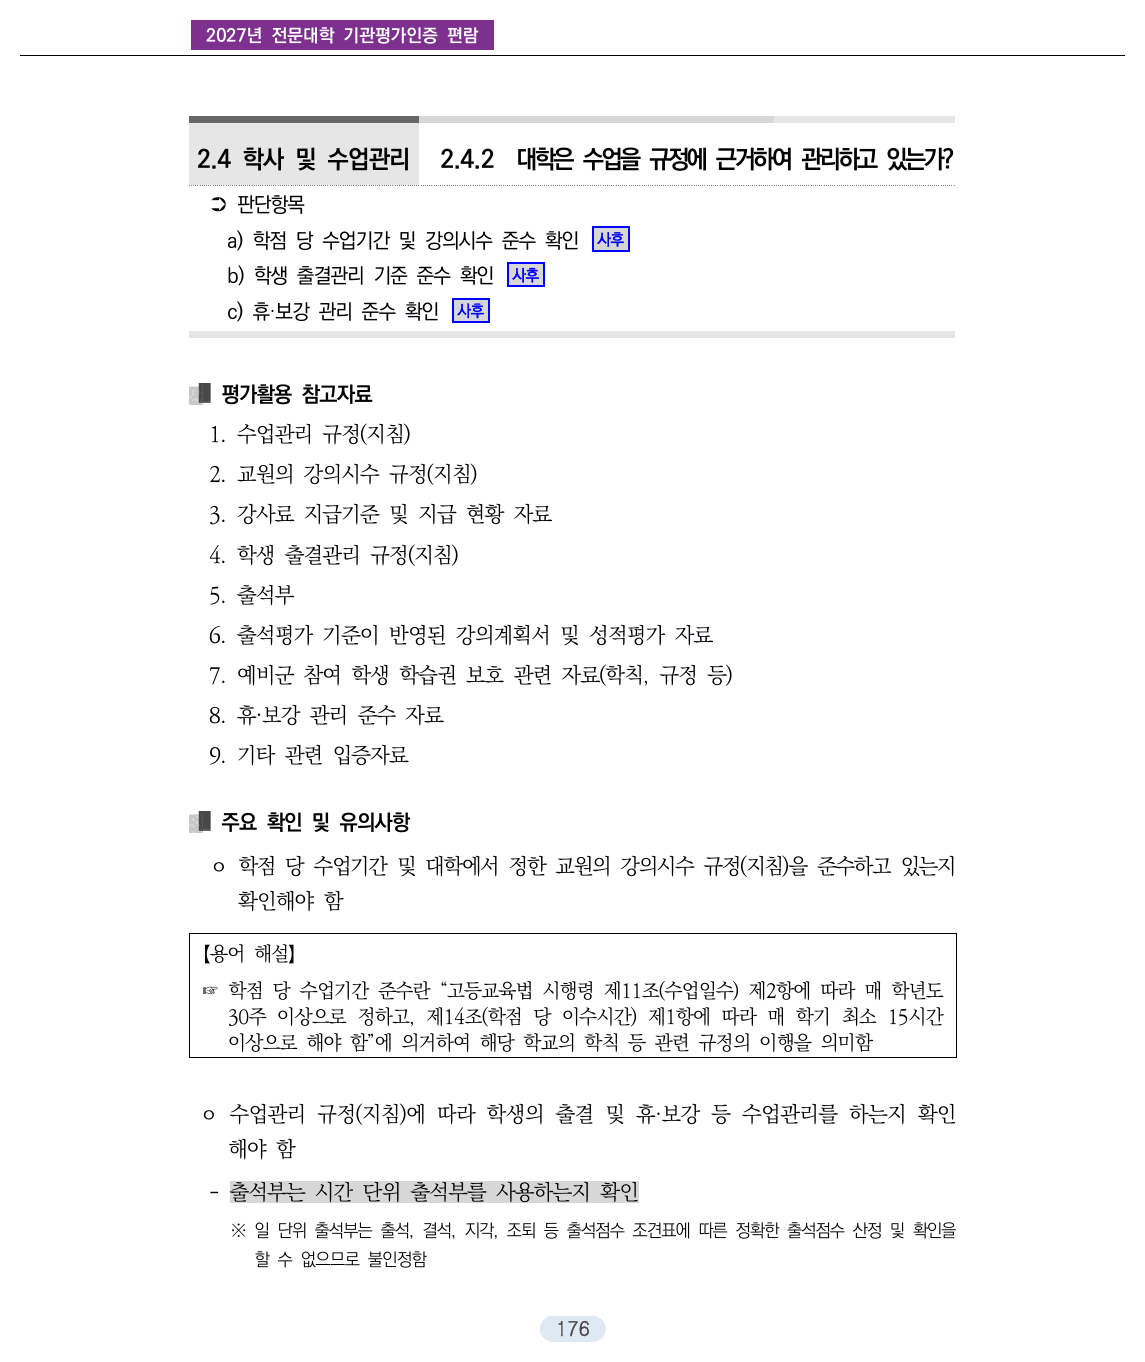 2027년 전문대학 기관평가인증 편람
2.4 학사 및 수업관리 2.4.2 대학은 수업을 규정에 근거하여 관리하고 있는가?
➲ 판단항목
a) 학점 당 수업기간 및 강의시수 준수 확인 사후
b) 학생 출결관리 기준 준수 확인 사후
c) 휴·보강 관리 준수 확인 사후
평가활용 참고자료
1. 수업관리 규정(지침)
2. 교원의 강의시수 규정(지침)
3. 강사료 지급기준 및 지급 현황 자료
4. 학생 출결관리 규정(지침)
5. 출석부
6. 출석평가 기준이 반영된 강의계획서 및 성적평가 자료
7. 예비군 참여 학생 학습권 보호 관련 자료(학칙, 규정 등)
8. 휴·보강 관리 준수 자료
9. 기타 관련 입증자료
주요 확인 및 유의사항
ㅇ 학점 당 수업기간 및 대학에서 정한 교원의 강의시수 규정(지침)을 준수하고 있는지
확인해야 함
【용어 해설】
☞ 학점 당 수업기간 준수란 “고등교육법 시행령 제11조(수업일수) 제2항에 따라 매 학년도
30주 이상으로 정하고, 제14조(학점 당 이수시간) 제1항에 따라 매 학기 최소 15시간
이상으로 해야 함”에 의거하여 해당 학교의 학칙 등 관련 규정의 이행을 의미함
ㅇ 수업관리 규정(지침)에 따라 학생의 출결 및 휴·보강 등 수업관리를 하는지 확인
해야 함
- 출석부는 시간 단위 출석부를 사용하는지 확인
※ 일 단위 출석부는 출석, 결석, 지각, 조퇴 등 출석점수 조견표에 따른 정확한 출석점수 산정 및 확인을
할 수 없으므로 불인정함
176